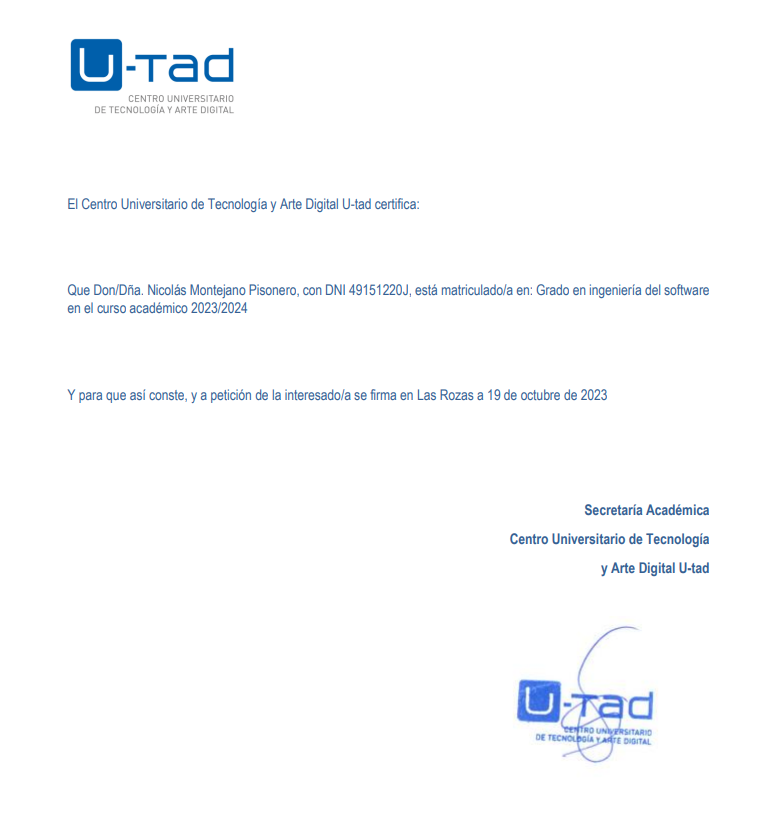 U-tad
CENTRO UNIVERSITARIO
DE TECNOLOGÍA Y ARTE DIGITAL
El Centro Universitario de Tecnología y Arte Digital U-tad certifica:
Que Don/Dña. Nicolás Montejano Pisonero, con DNI 49151220J, está matriculado/a en: Grado en ingeniería del software
en el curso académico 2023/2024
Y para que así conste, y a petición de la interesado/a se firma en Las Rozas a 19 de octubre de 2023
Secretaría Académica
Centro Universitario de Tecnología
y Arte Digital U-tad
U-tad
CENTRO UNIVERSITARIO
DE TECNOLOGÍA Y ARTE DIGITAL